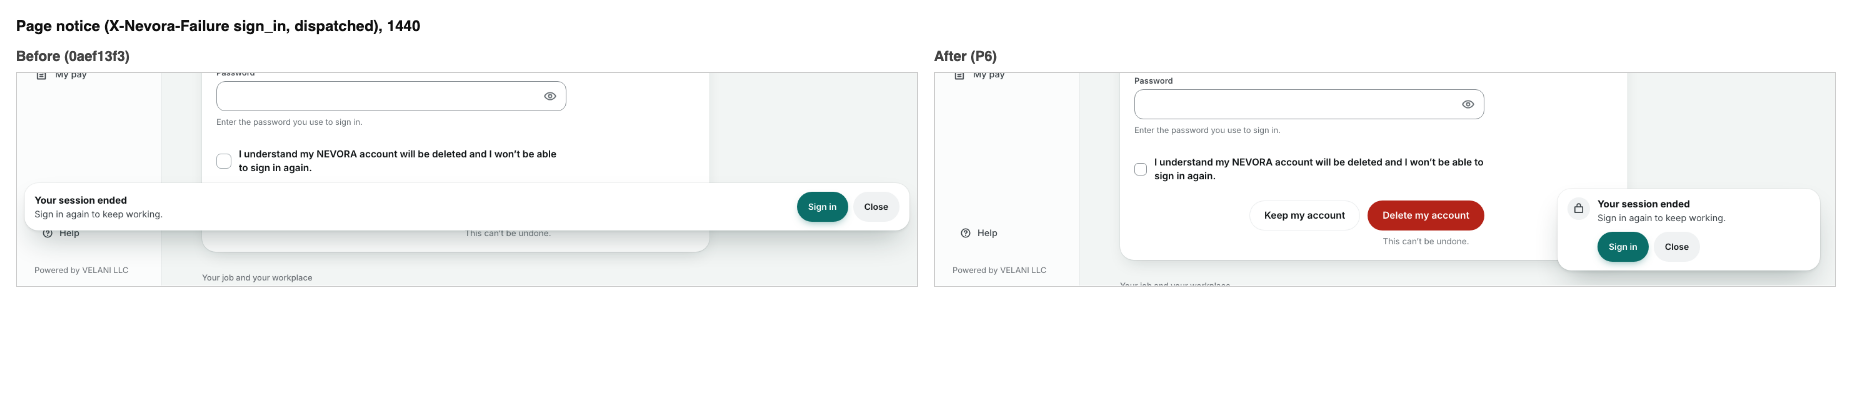 Page notice (X-Nevora-Failure sign_in, dispatched), 1440
Before (0aef13f3)
My pay
Password
Enter the password you use to sign in.
I understand my NEVORA account will be deleted and I won't be able
to sign in again.
Your session ended
Sign in again to keep working.
Sign in
Close
Help
This can't be undone.
Powered by VELANI LLC
Your job and your workplace
After (P6)
My pay
Password
Enter the password you use to sign in.
I understand my NEVORA account will be deleted and I won't be able to
sign in again.
Keep my account
Delete my account
This can't be undone.
Your session ended
Sign in again to keep working.
Sign in
Close
Help
Powered by VELANI LLC
Your job and your workplace